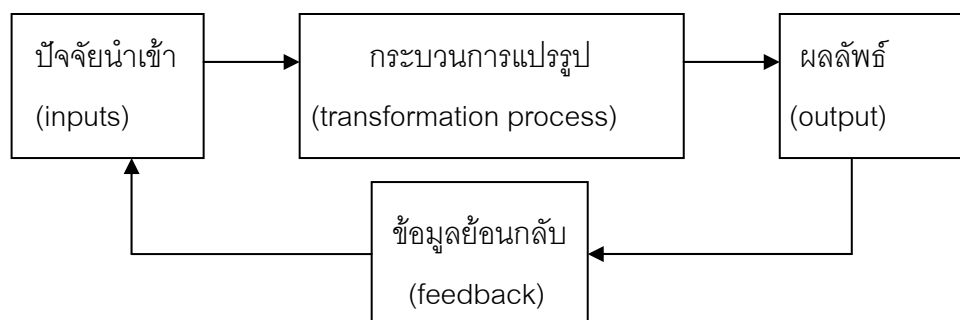 ปัจจัยนำเข้า
(inputs)
กระบวนการแปรรูป
(transformation process)
ผลลัพธ์
(output)
ข้อมูลย้อนกลับ
(feedback)